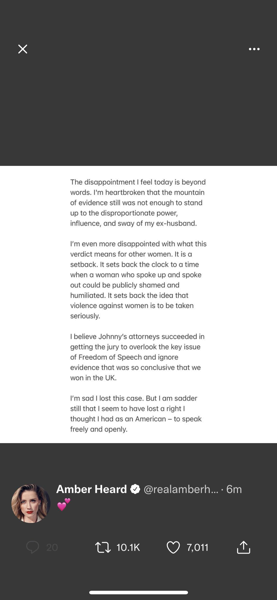 The disappointment I feel today is beyond
words. I'm heartbroken that the mountain
of evidence still was not enough to stand
up to the disproportionate power,
influence, and sway of my ex-husband.
I'm even more disappointed with what this
verdict means for other women. It is a
setback. It sets back the clock to a time
when a woman who spoke up and spoke
out could be publicly shamed and
humiliated. It sets back the idea that
violence against women is to be taken
seriously.
I believe Johnny's attorneys succeeded in
getting the jury to overlook the key issue
of Freedom of Speech and ignore
evidence that was so conclusive that we
won in the UK.
I'm sad I lost this case. But I am sadder
still that I seem to have lost a right I
thought I had as an American – to speak
freely and openly.
Amber Heard @realamberh... · 6m
20 10.1K 7,011